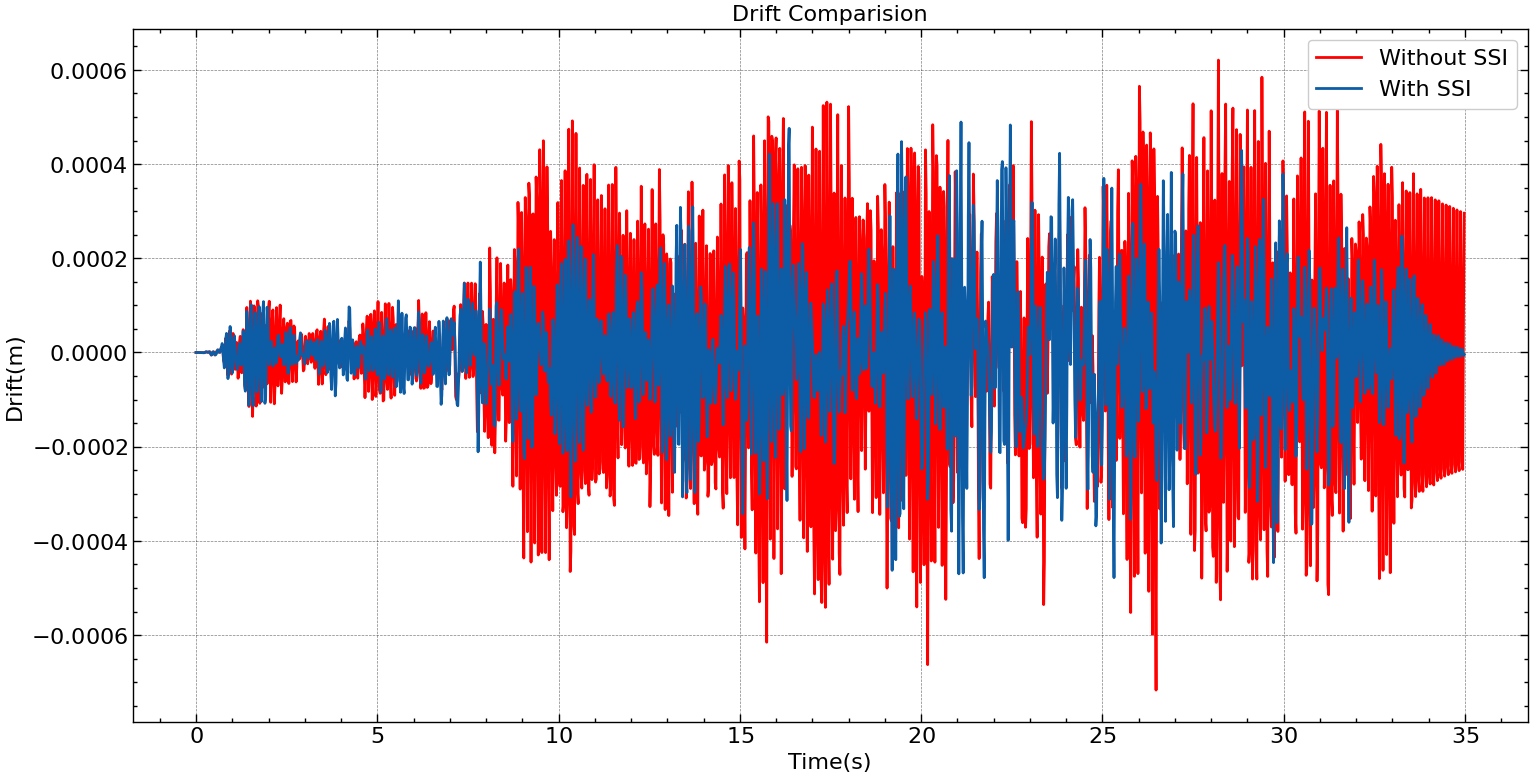 Drift Comparision
Without SSI
With SSI
0.0006
0.0004
0.0002
0.0000
−0.0002
−0.0004
−0.0006
Drift(m)
0 5 10 15 20 25 30 35
Time(s)